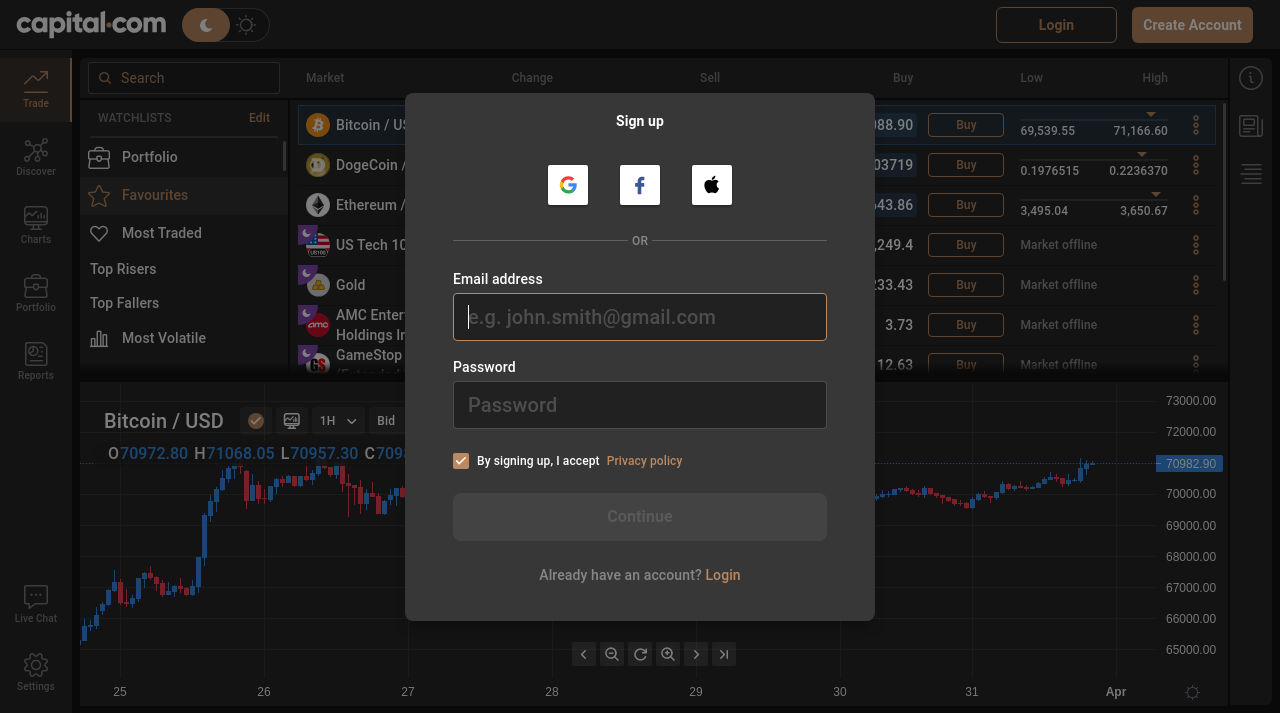 capital.com
Login
Create Account
Trade
Discover
Charts
Portfolio
Reports
Live Chat
Settings
Search
WATCHLISTS
Edit
Portfolio
Favourites
Most Traded
Top Risers
Top Fallers
Most Volatile
Market Change Sell Buy Low High
Bitcoin / US
88.90 Buy 69,539.55 71,166.60
DogeCoin /
03719 Buy 0.1976515 0.2236370
Ethereum /
643.86 Buy 3,495.04 3,650.67
US Tech 10
,249.4 Buy Market offline
Gold
233.43 Buy Market offline
AMC Enter
Holdings In
3.73 Buy Market offline
GameStop
12.63 Buy Market offline
Sign up
OR
Email address
e.g. john.smith@gmail.com
Password
Password
By signing up, I accept Privacy policy
Continue
Already have an account? Login
Bitcoin / USD
1H
Bid
O70972.80 H71068.05 L70957.30 C709
73000.00
72000.00
70982.90
70000.00
69000.00
68000.00
67000.00
66000.00
65000.00
25 26 27 28 29 30 31 Apr